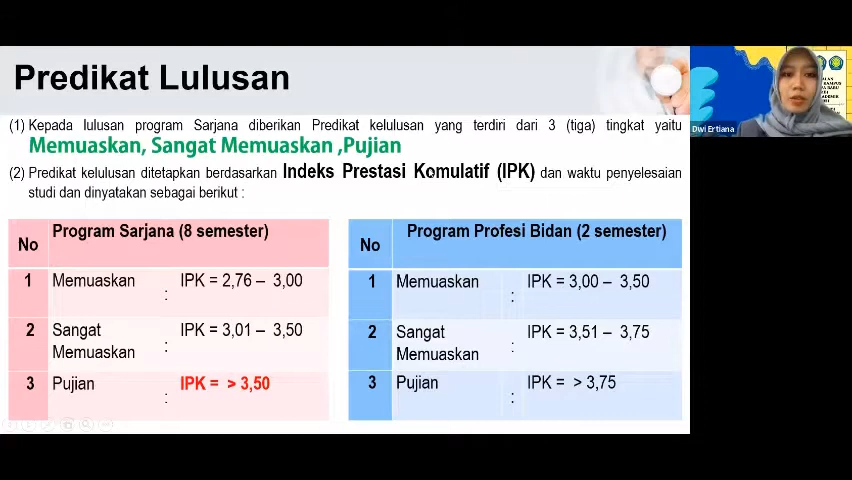 Predikat Lulusan
(1) Kepada lulusan program Sarjana diberikan Predikat kelulusan yang terdiri dari 3 (tiga) tingkat yaitu
Memuaskan, Sangat Memuaskan ,Pujian
(2) Predikat kelulusan ditetapkan berdasarkan Indeks Prestasi Komulatif (IPK) dan waktu penyelesaian
studi dan dinyatakan sebagai berikut :
No Program Sarjana (8 semester)
1 Memuaskan : IPK = 2,76 – 3,00
2 Sangat Memuaskan : IPK = 3,01 – 3,50
3 Pujian : IPK = > 3,50
No Program Profesi Bidan (2 semester)
1 Memuaskan : IPK = 3,00 – 3,50
2 Sangat Memuaskan : IPK = 3,51 – 3,75
3 Pujian : IPK = > 3,75
Dwi Ertiana